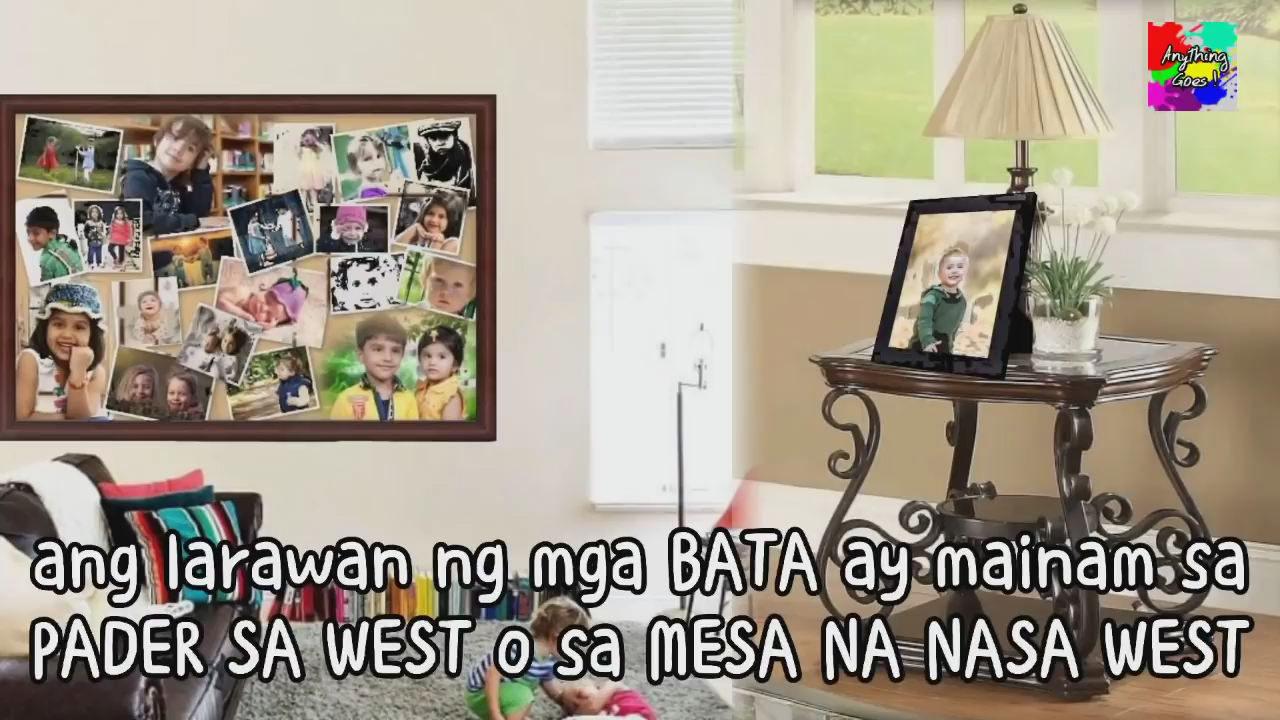 AnyThing
Goes!
ang larawan ng mga BATA ay mainam sa
PADER SA WEST o sa MESA NA NASA WEST